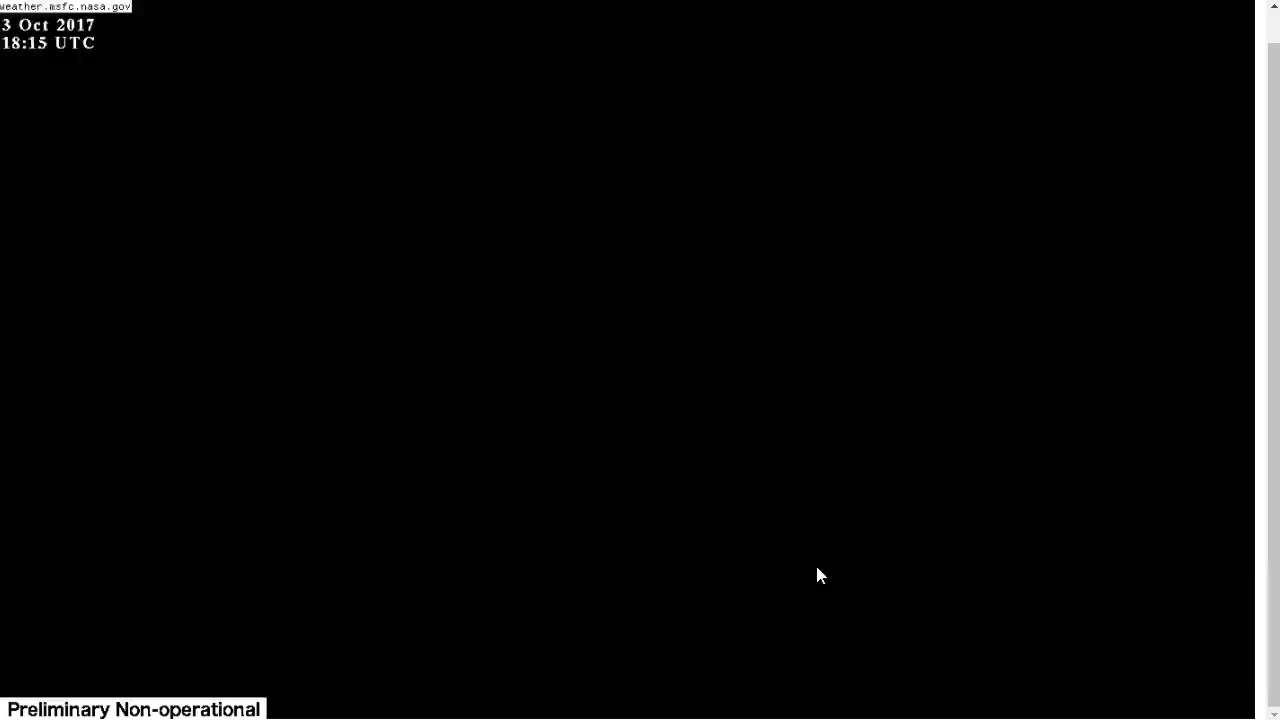 weather.msfc.nasa.gov
3 Oct 2017
18:15 UTC
Preliminary Non-operational